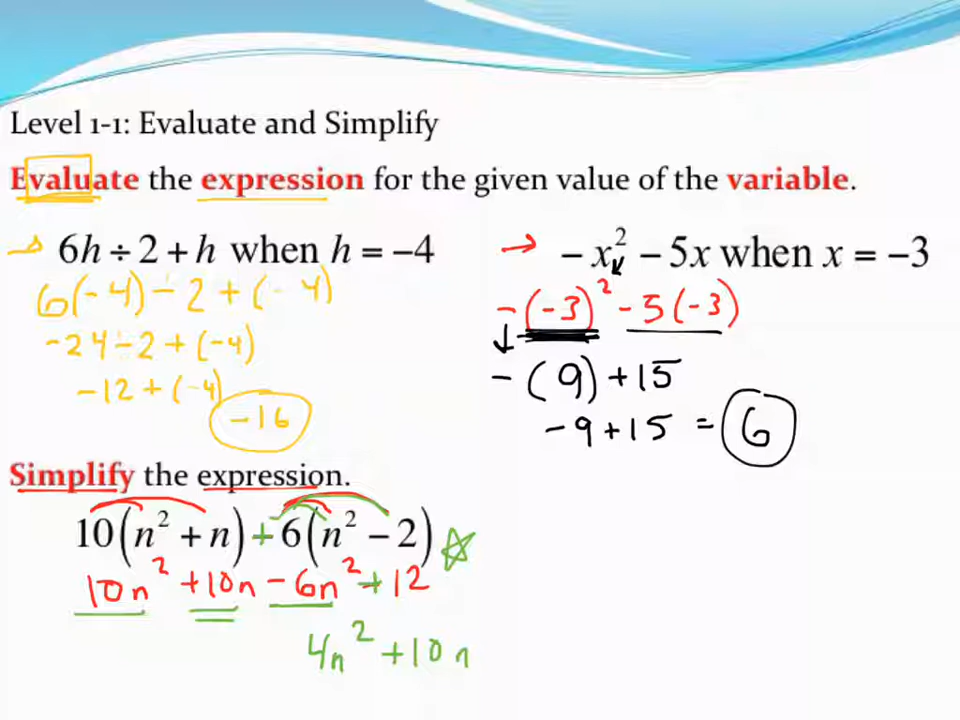 Level 1-1: Evaluate and Simplify
Evaluate the expression for the given value of the variable.
6h ÷ 2 + h when h = −4
6(-4) ÷ 2 + (-4)
-24 ÷ 2 + (-4)
-12 + (-4)
-16
− x² − 5x when x = −3
-(-3)² - 5(-3)
-(9) + 15
-9 + 15 = 6
Simplify the expression.
10(n² + n) + 6(n² − 2)
10n² + 10n - 6n² + 12
4n² + 10n